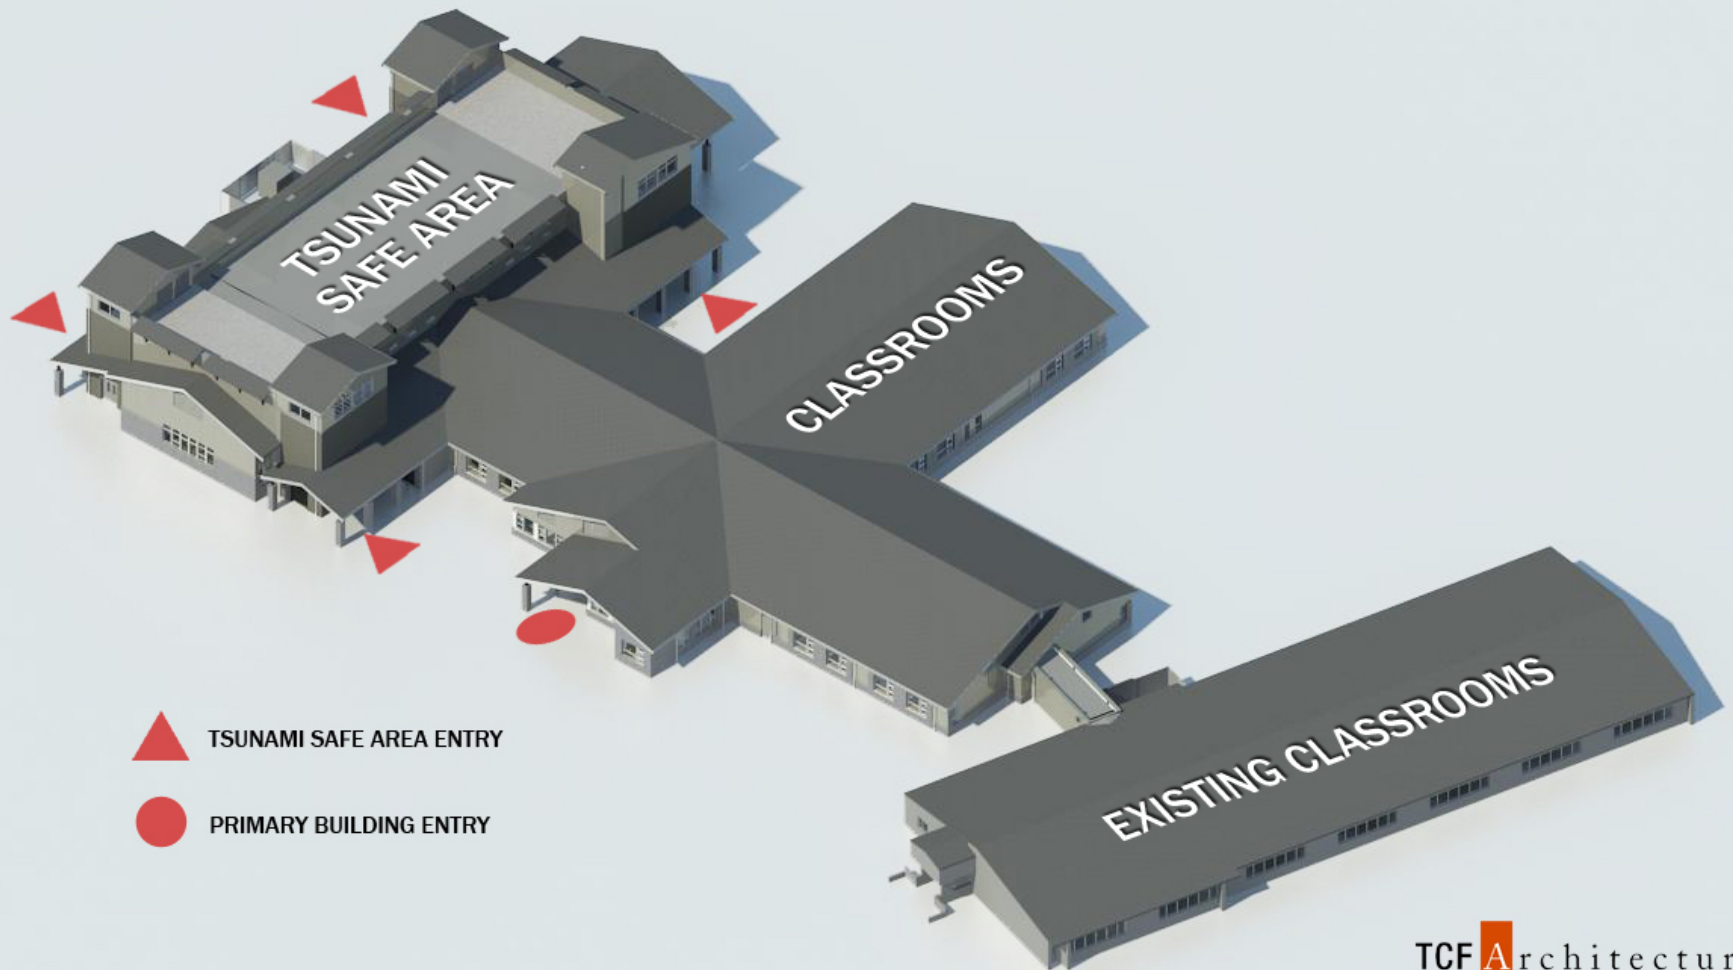 TSUNAMI
SAFE AREA
CLASSROOMS
EXISTING CLASSROOMS
TSUNAMI SAFE AREA ENTRY
PRIMARY BUILDING ENTRY
TCF Architectur